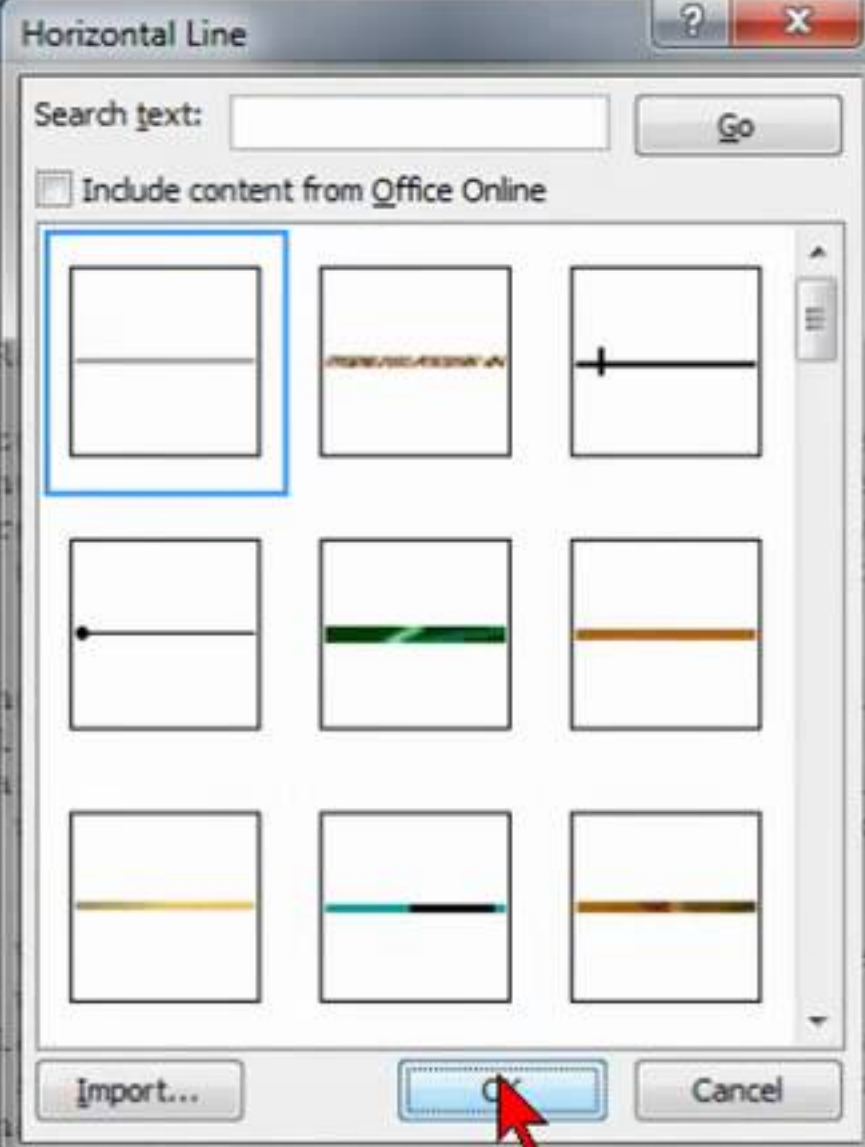 Horizontal Line
?
Search text:
Go
Include content from Office Online
Import...
Cancel